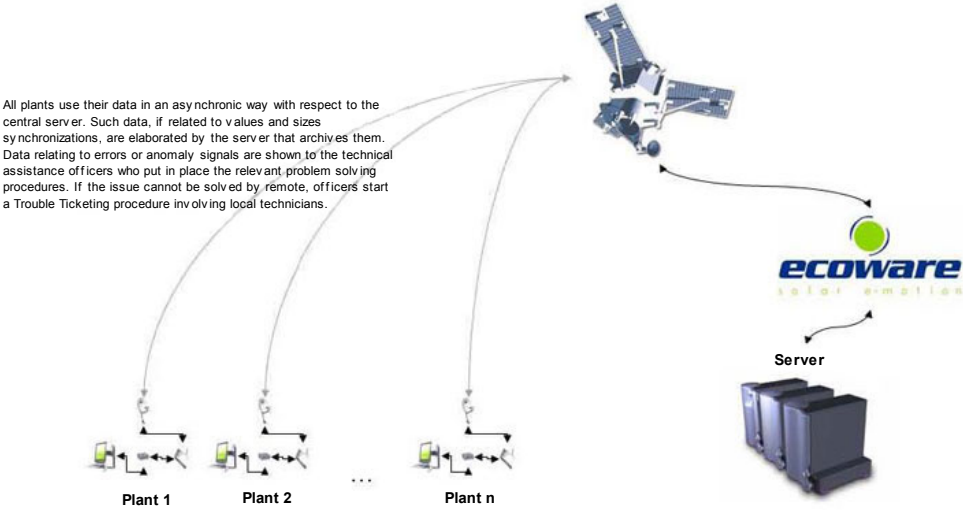 All plants use their data in an asynchronic way with respect to the
central server. Such data, if related to values and sizes
synchronizations, are elaborated by the server that archives them.
Data relating to errors or anomaly signals are shown to the technical
assistance officers who put in place the relevant problem solving
procedures. If the issue cannot be solved by remote, officers start
a Trouble Ticketing procedure involving local technicians.
ecoware
solar e-motion
Server
...
Plant 1
Plant 2
Plant n